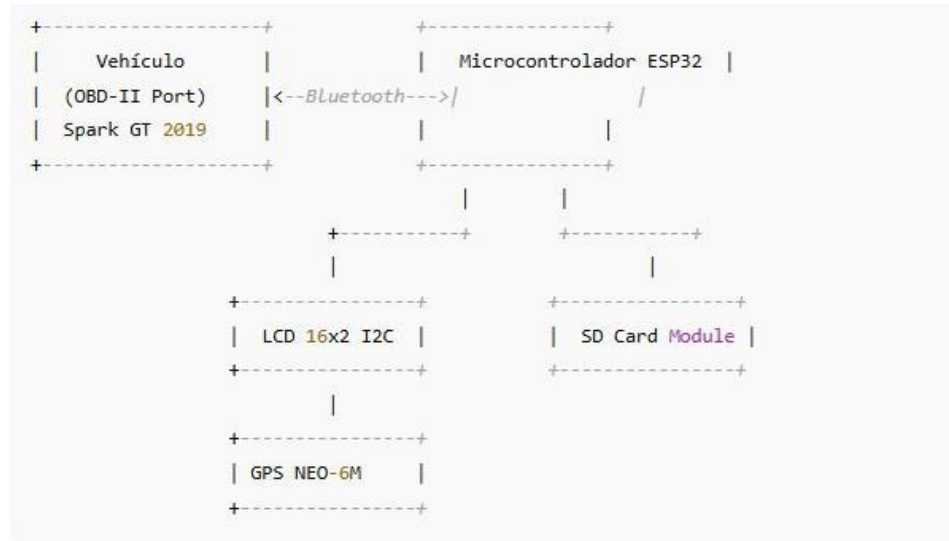 Vehículo Microcontrolador ESP32
(OBD-II Port) <--Bluetooth--->
Spark GT 2019
LCD 16x2 I2C SD Card Module
GPS NEO-6M